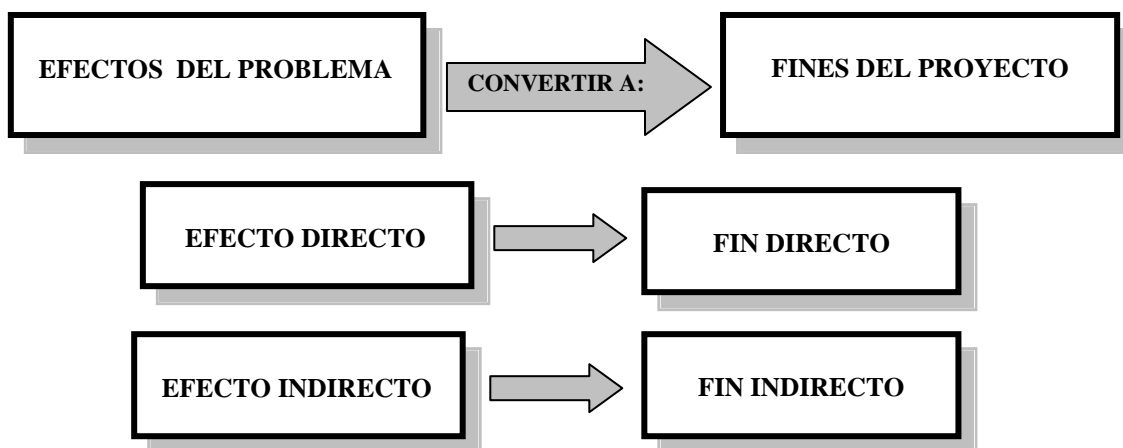 EFECTOS DEL PROBLEMA
CONVERTIR A:
FINES DEL PROYECTO
EFECTO DIRECTO
FIN DIRECTO
EFECTO INDIRECTO
FIN INDIRECTO